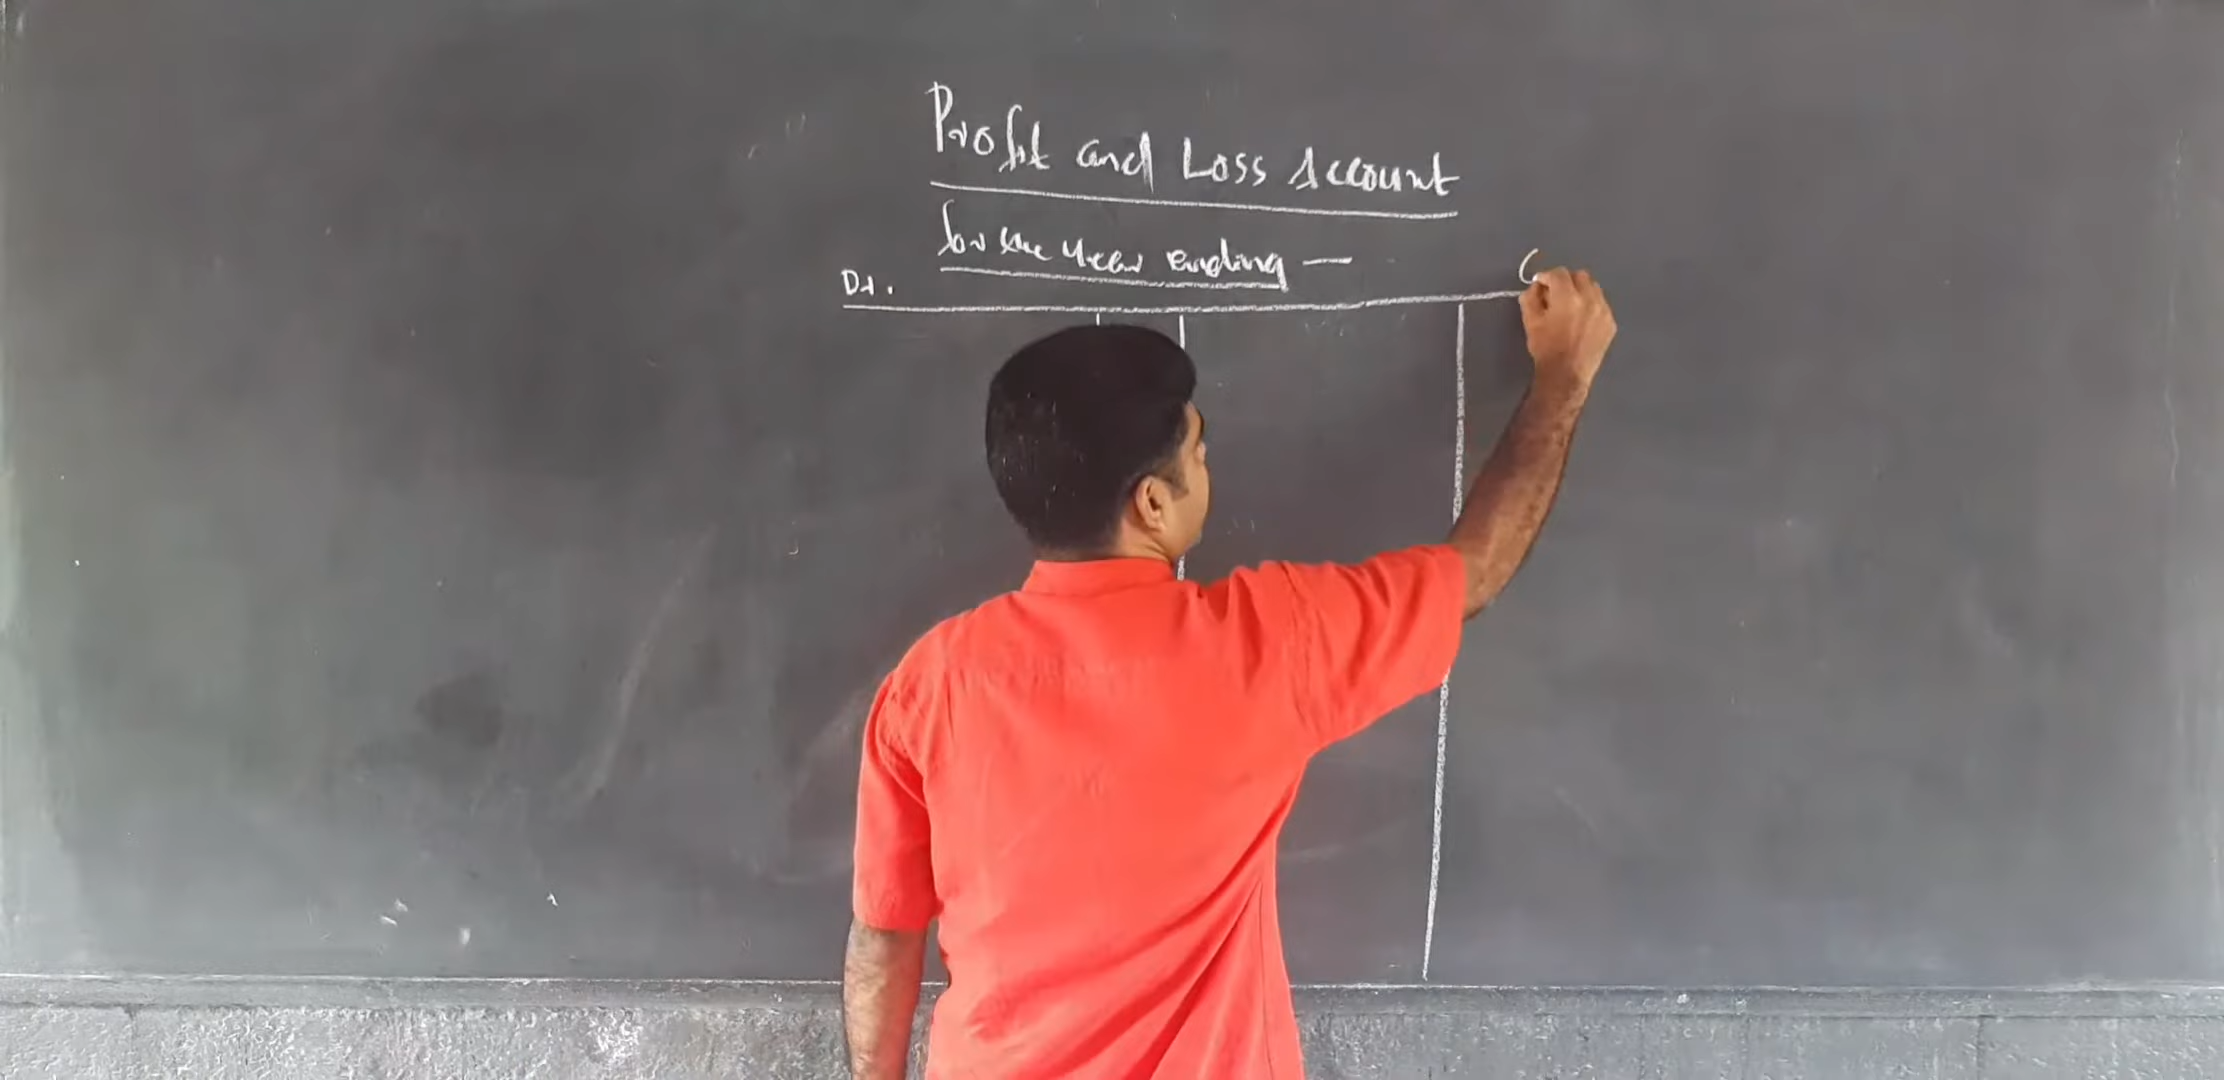 Profit and Loss Account
for the Year ending —
Dr. C